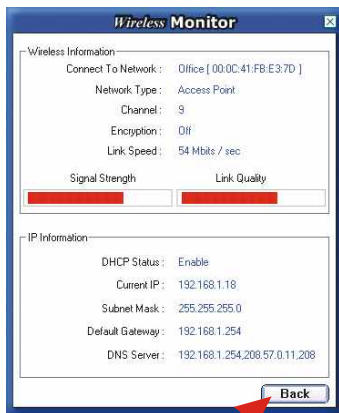 Wireless Monitor
Wireless Information
Connect To Network : Office [ 00:0C:41:FB:E3:7D ]
Network Type : Access Point
Channel : 9
Encryption : Off
Link Speed : 54 Mbits / sec
Signal Strength Link Quality
IP Information
DHCP Status : Enable
Current IP : 192.168.1.18
Subnet Mask : 255.255.255.0
Default Gateway : 192.168.1.254
DNS Server : 192.168.1.254,208.57.0.11,208
Back